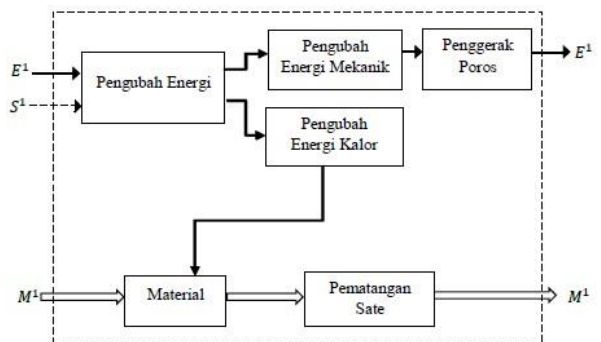 Pengubah
Energi Mekanik
Penggerak
Poros
E¹
E¹
Pengubah Energi
S¹
Pengubah
Energi Kalor
M¹
Material
Pematangan
Sate
M¹